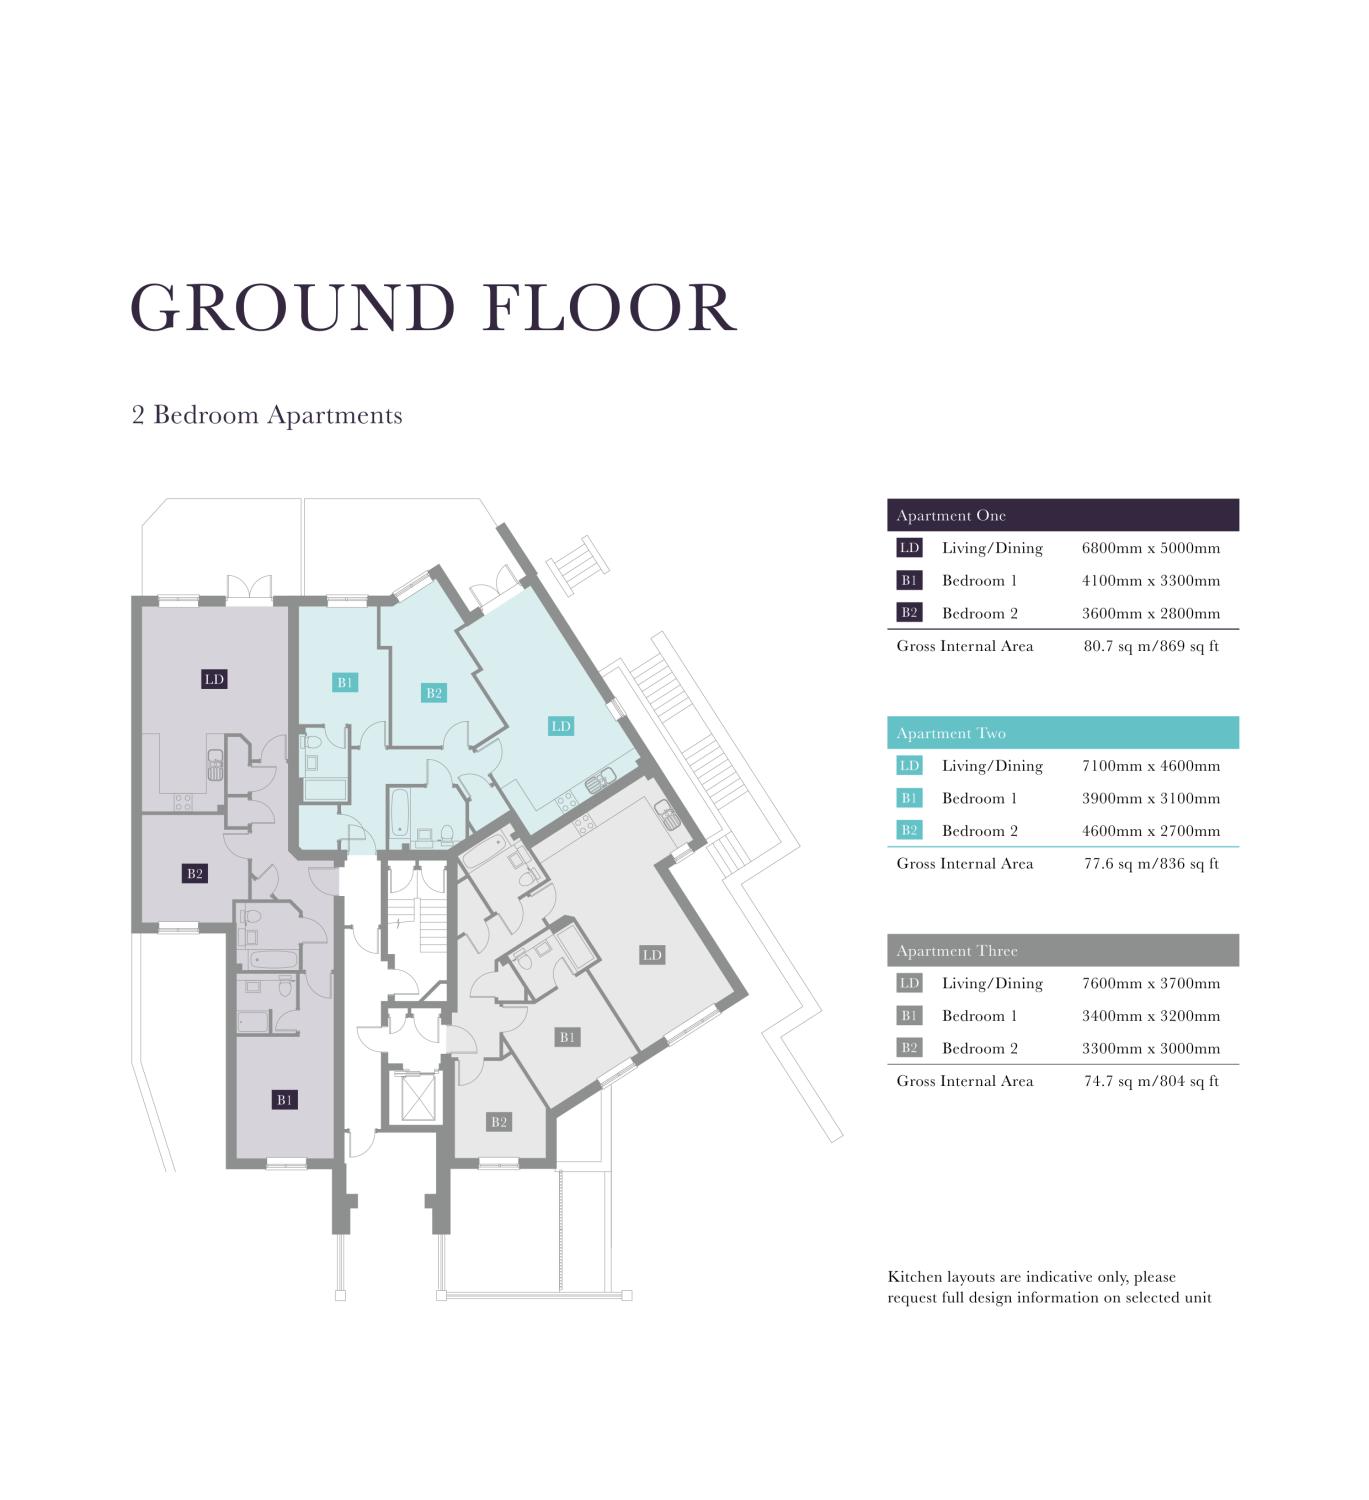 GROUND FLOOR
2 Bedroom Apartments
LD
B1
B2
LD
B2
LD
B1
B1
B2
Apartment One
LD Living/Dining 6800mm x 5000mm
B1 Bedroom 1 4100mm x 3300mm
B2 Bedroom 2 3600mm x 2800mm
Gross Internal Area 80.7 sq m/869 sq ft
Apartment Two
LD Living/Dining 7100mm x 4600mm
B1 Bedroom 1 3900mm x 3100mm
B2 Bedroom 2 4600mm x 2700mm
Gross Internal Area 77.6 sq m/836 sq ft
Apartment Three
LD Living/Dining 7600mm x 3700mm
B1 Bedroom 1 3400mm x 3200mm
B2 Bedroom 2 3300mm x 3000mm
Gross Internal Area 74.7 sq m/804 sq ft
Kitchen layouts are indicative only, please
request full design information on selected unit